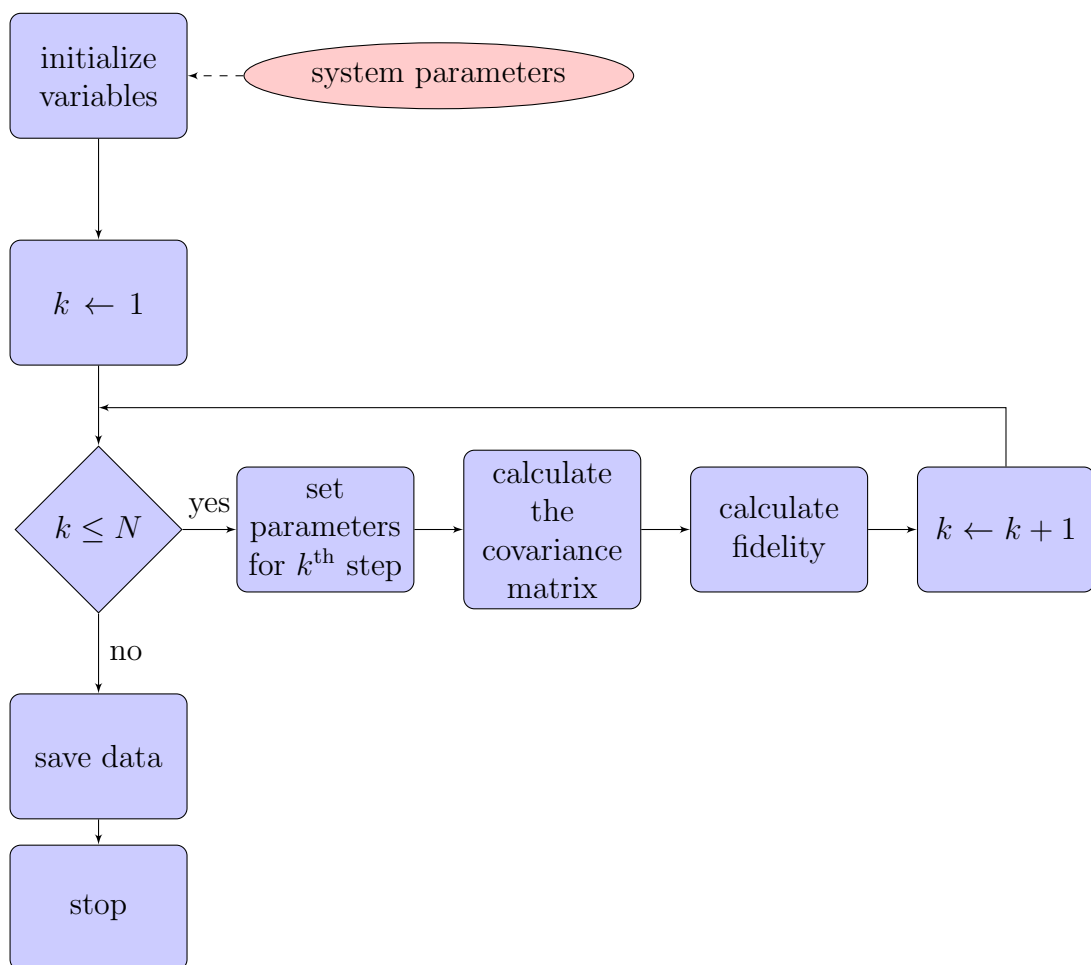 initialize
variables
system parameters
k ← 1
k ≤ N
yes
set
parameters
for kᵗʰ step
calculate
the
covariance
matrix
calculate
fidelity
k ← k + 1
no
save data
stop